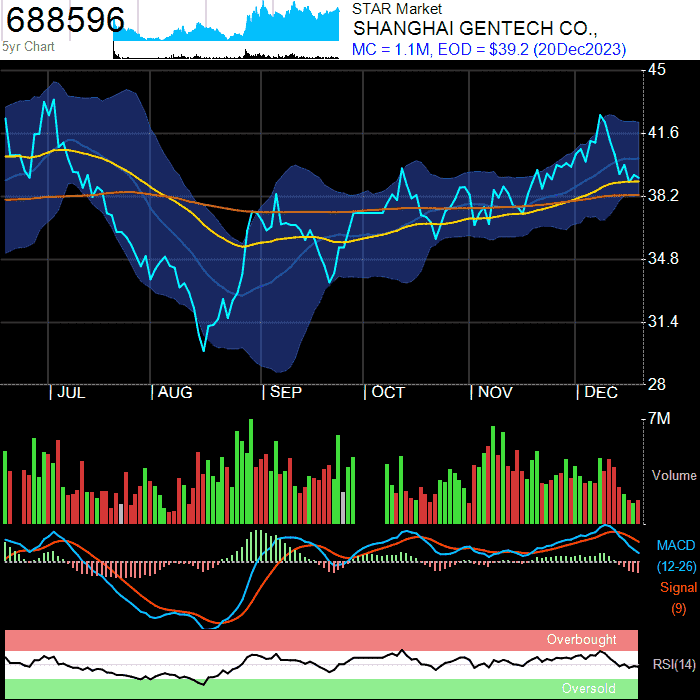 688596
5yr Chart
STAR Market
SHANGHAI GENTECH CO.,
MC = 1.1M, EOD = $39.2 (20Dec2023)
45
41.6
38.2
34.8
31.4
28
| JUL | AUG | SEP | OCT | NOV | DEC
7M
Volume
MACD
(12-26)
Signal
(9)
Overbought
RSI(14)
Oversold